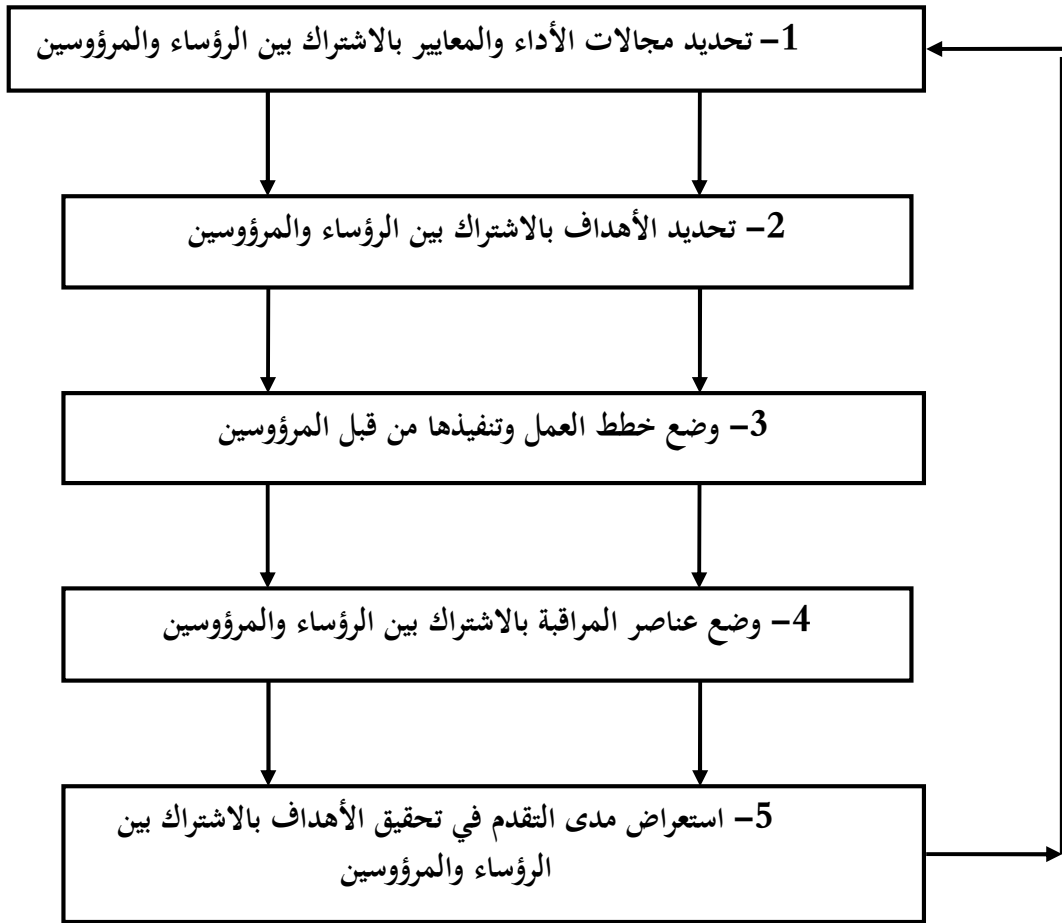 1- تحديد مجالات الأداء والمعايير بالاشتراك بين الرؤساء والمرؤوسين
2- تحديد الأهداف بالاشتراك بين الرؤساء والمرؤوسين
3- وضع خطط العمل وتنفيذها من قبل المرؤوسين
4- وضع عناصر المراقبة بالاشتراك بين الرؤساء والمرؤوسين
5- استعراض مدى التقدم في تحقيق الأهداف بالاشتراك بين
الرؤساء والمرؤوسين